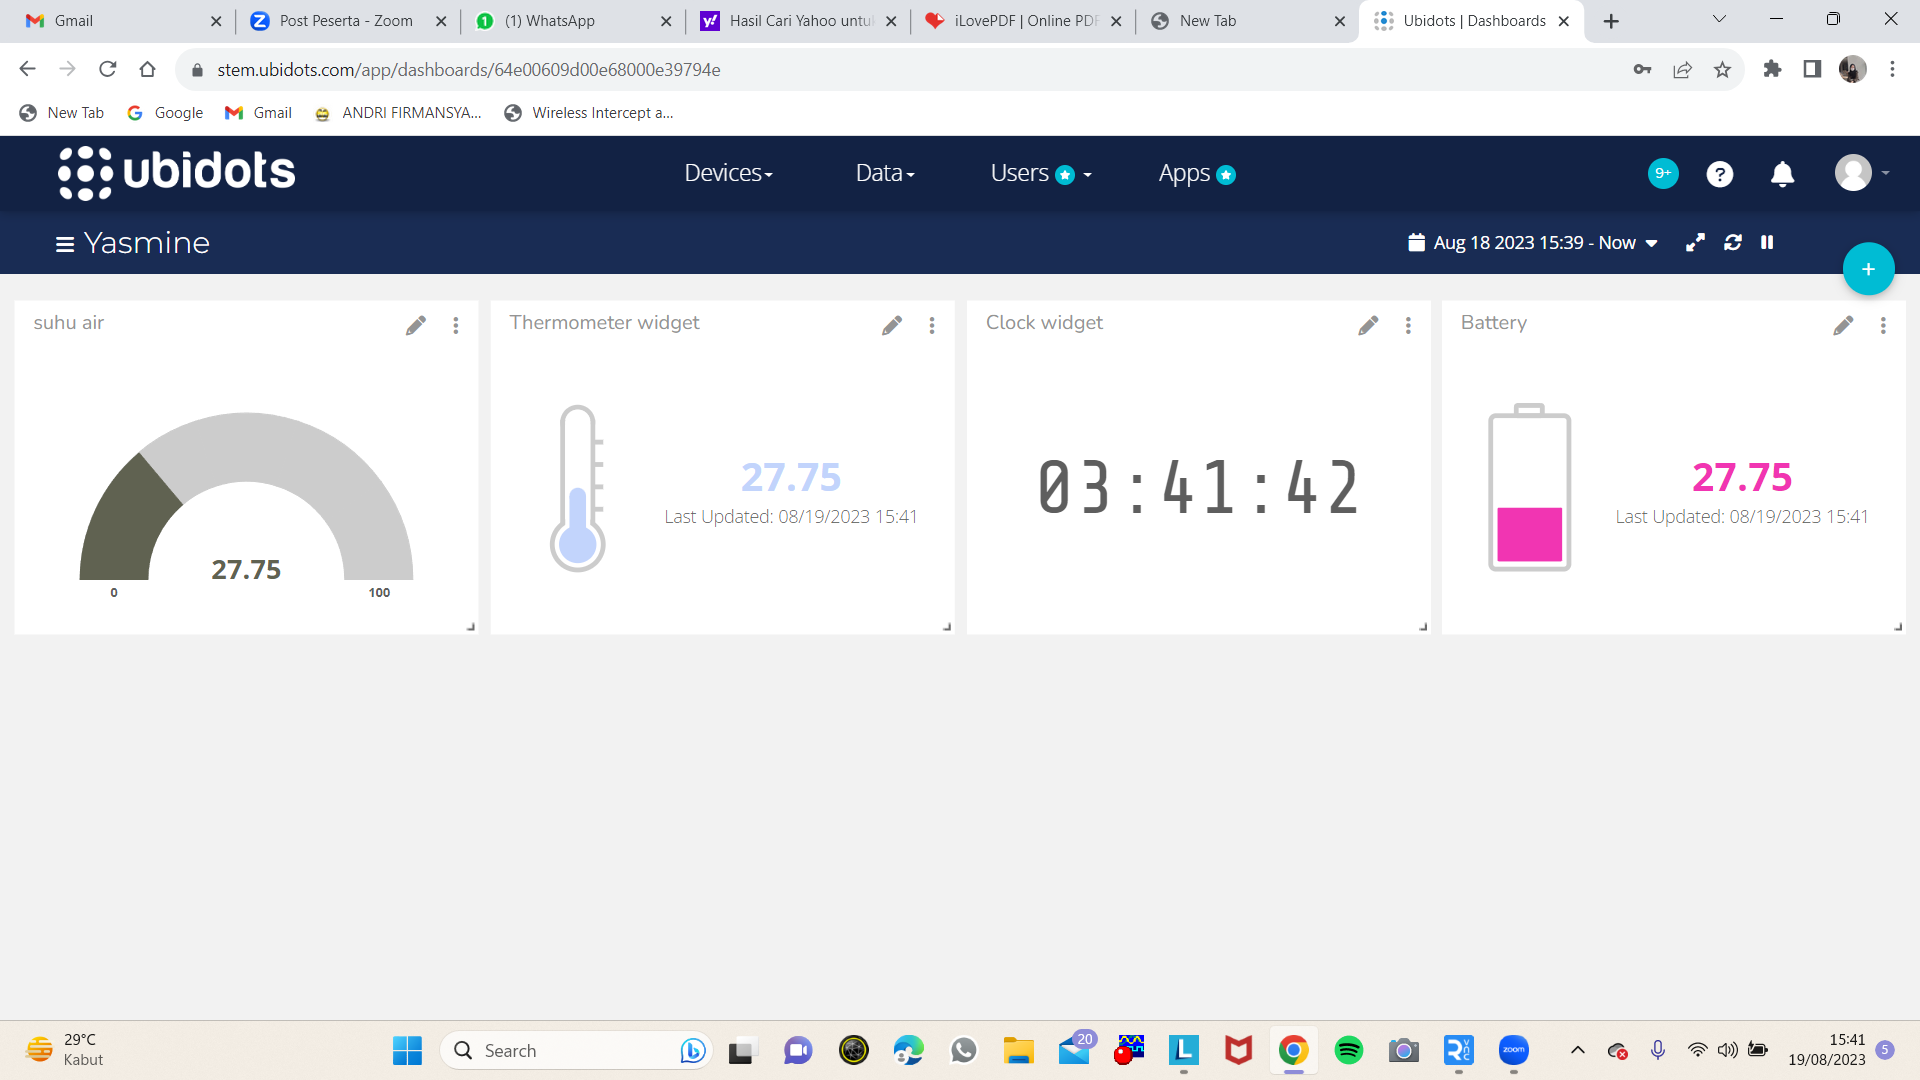 Gmail
Post Peserta - Zoom
(1) WhatsApp
Hasil Cari Yahoo untu
iLovePDF | Online PDF
New Tab
Ubidots | Dashboards
stem.ubidots.com/app/dashboards/64e00609d00e68000e39794e
New Tab
Google
Gmail
ANDRI FIRMANSYA...
Wireless Intercept a...
ubidots
Devices
Data
Users
Apps
9+
?
Yasmine
Aug 18 2023 15:39 - Now
+
suhu air
27.75
0
100
Thermometer widget
27.75
Last Updated: 08/19/2023 15:41
Clock widget
03:41:42
Battery
27.75
Last Updated: 08/19/2023 15:41
29°C
Kabut
Search
20
L
zoom
15:41
19/08/2023
5